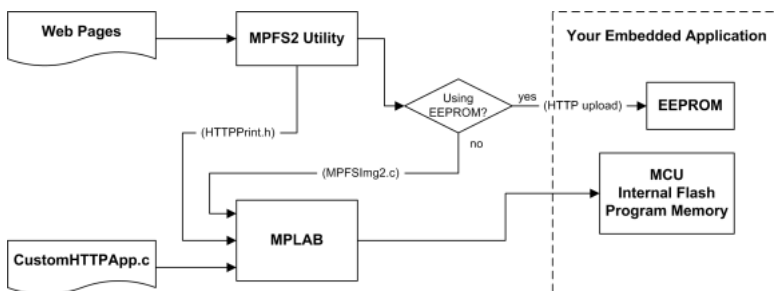 Web Pages
MPFS2 Utility
Your Embedded Application
Using
EEPROM?
yes
(HTTP upload)
EEPROM
(HTTPPrint.h)
no
(MPFSImg2.c)
MCU
Internal Flash
Program Memory
MPLAB
CustomHTTPApp.c